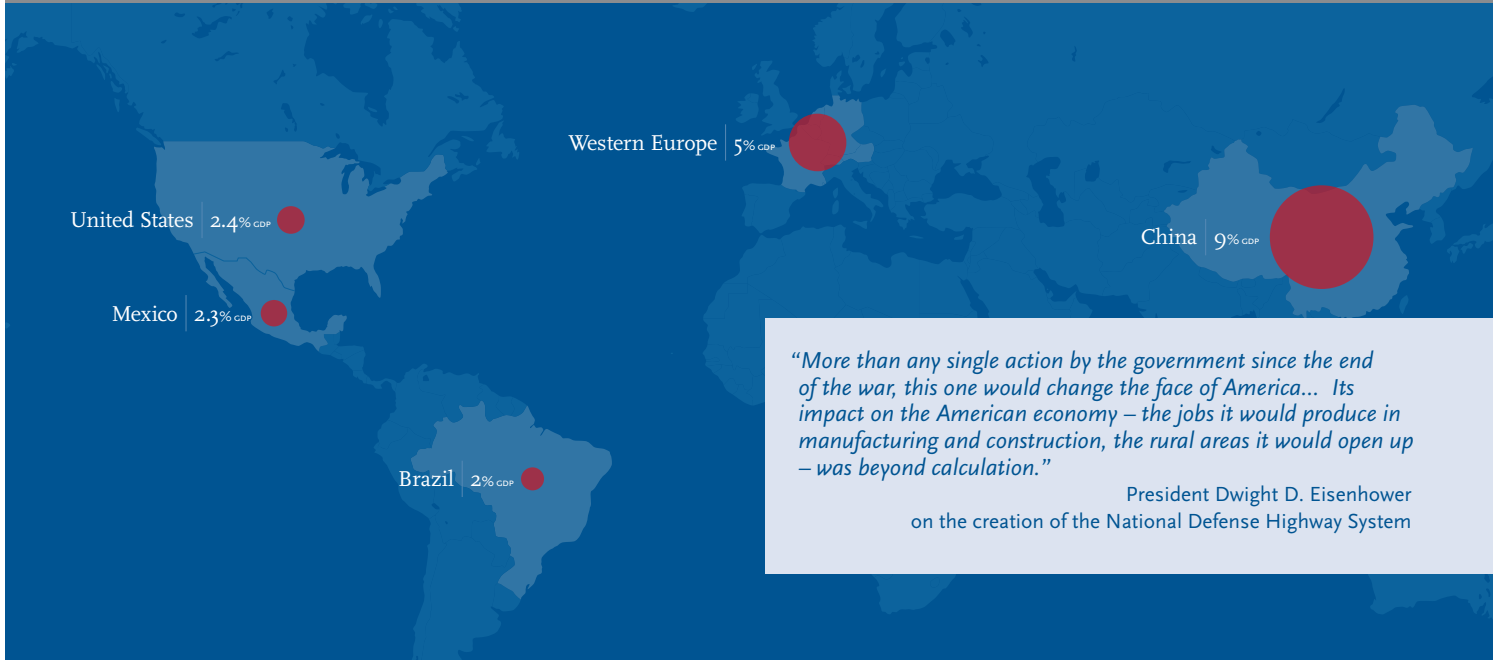 Western Europe | 5% GDP
United States | 2.4% GDP
China | 9% GDP
Mexico | 2.3% GDP
Brazil | 2% GDP
“More than any single action by the government since the end
of the war, this one would change the face of America... Its
impact on the American economy – the jobs it would produce in
manufacturing and construction, the rural areas it would open up
– was beyond calculation.”
President Dwight D. Eisenhower
on the creation of the National Defense Highway System